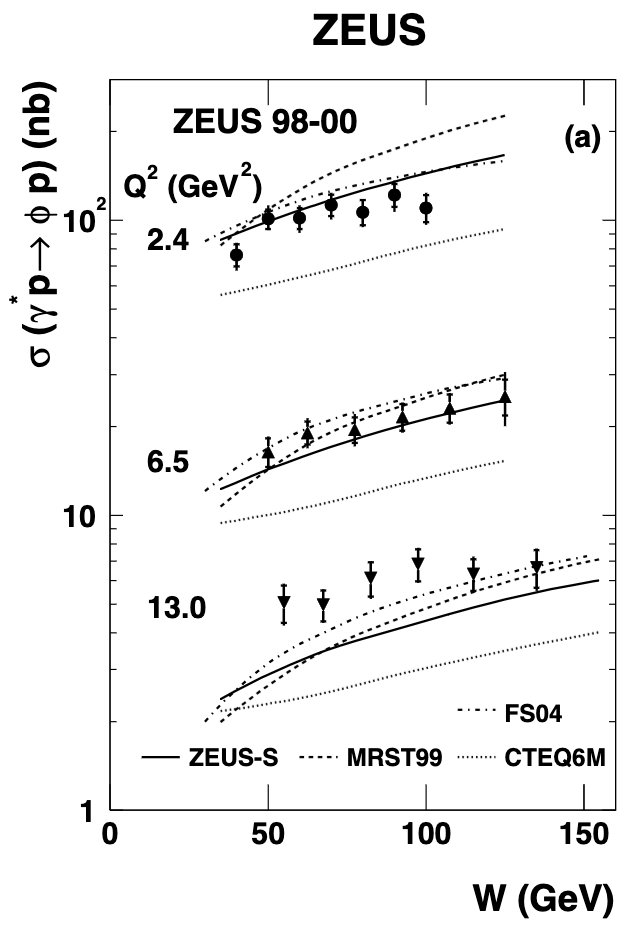 ZEUS
σ (γ* p → ϕ p) (nb)
ZEUS 98-00
(a)
Q² (GeV²)
10²
2.4
6.5
10
13.0
FS04
ZEUS-S
MRST99
CTEQ6M
1
0
50
100
150
W (GeV)